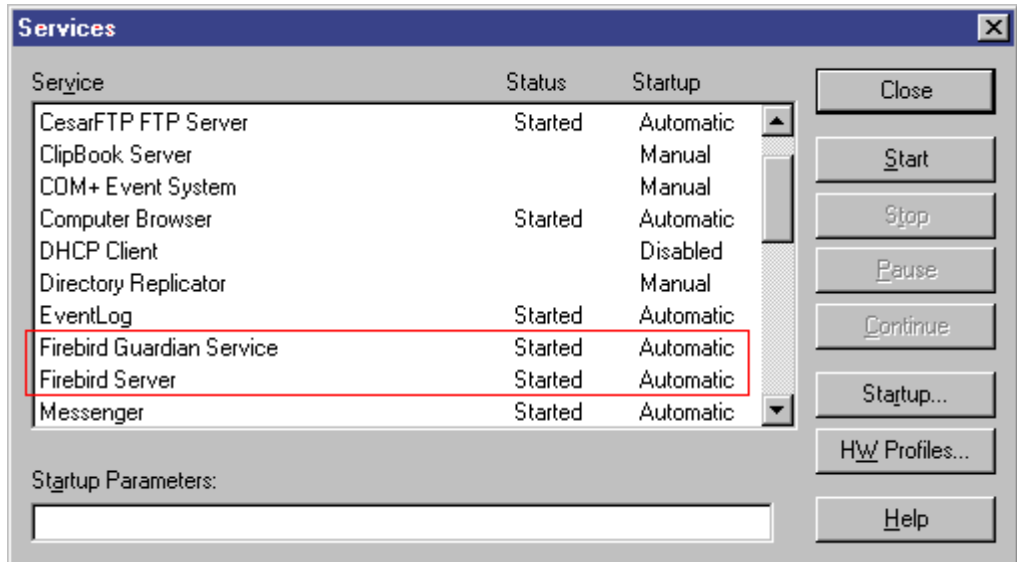 Services
Service Status Startup
CesarFTP FTP Server Started Automatic
ClipBook Server Manual
COM+ Event System Manual
Computer Browser Started Automatic
DHCP Client Disabled
Directory Replicator Manual
EventLog Started Automatic
Firebird Guardian Service Started Automatic
Firebird Server Started Automatic
Messenger Started Automatic
Startup Parameters:
Close
Start
Stop
Pause
Continue
Startup...
HW Profiles...
Help